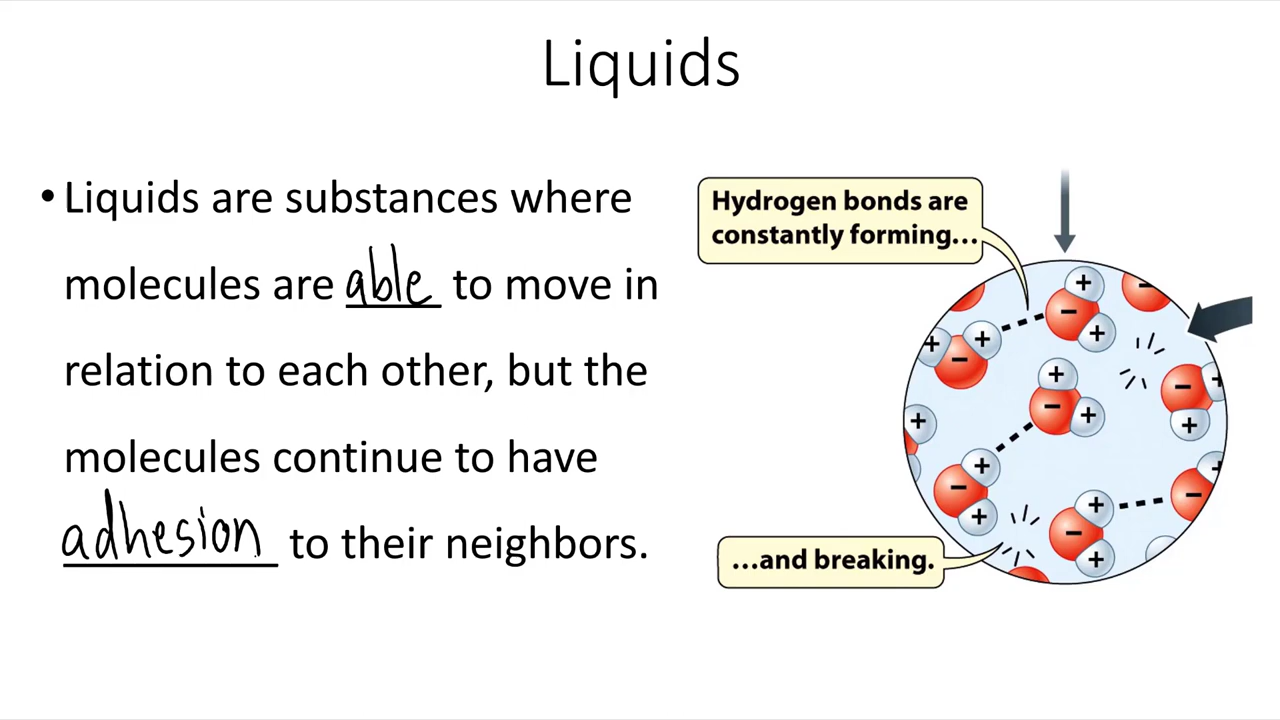 Liquids
• Liquids are substances where
molecules are able to move in
relation to each other, but the
molecules continue to have
adhesion to their neighbors.
Hydrogen bonds are
constantly forming...
+
−
+
+
+
−
+
−
+
−
+
+
+
−
+
+
−
+
+
−
+
−
+
...and breaking.